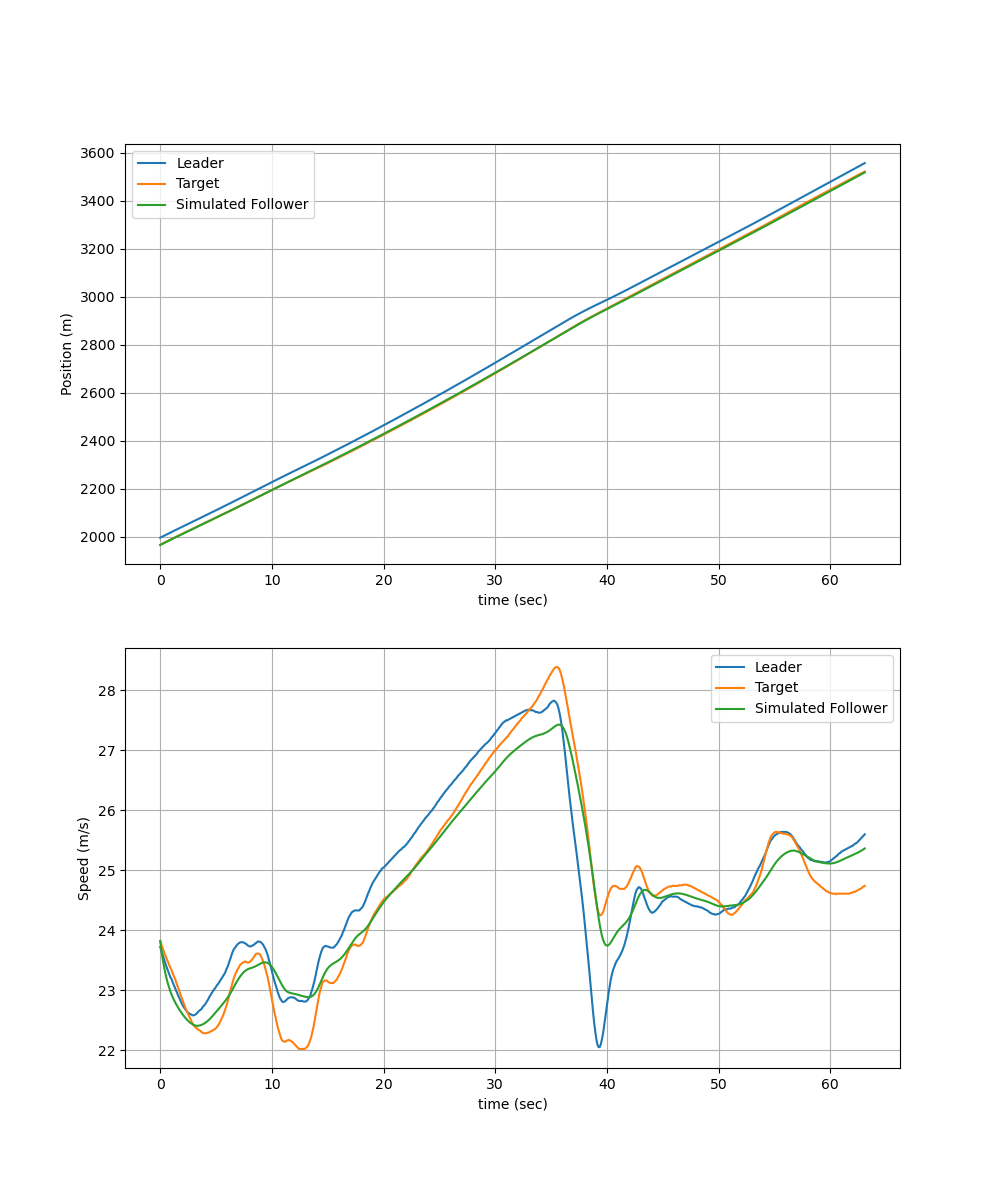 3600
3400
3200
3000
2800
2600
2400
2200
2000
Position (m)
Leader
Target
Simulated Follower
0 10 20 30 40 50 60
time (sec)
28
27
26
25
24
23
22
Speed (m/s)
Leader
Target
Simulated Follower
0 10 20 30 40 50 60
time (sec)